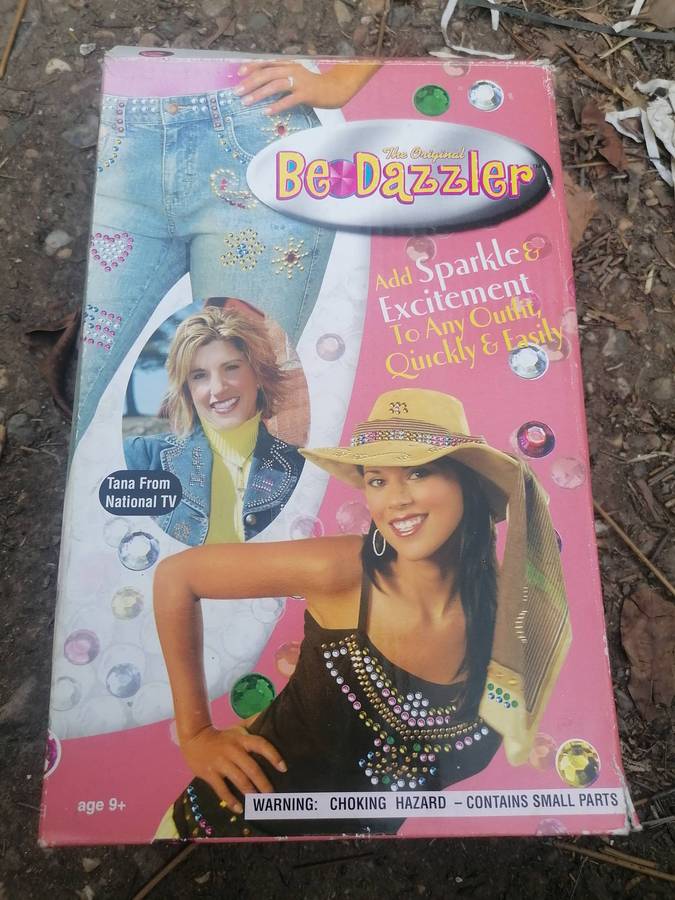 The Original
BeDazzler
Add Sparkle &
Excitement
To Any Outfit,
Quickly & Easily
Tana From
National TV
age 9+
WARNING: CHOKING HAZARD – CONTAINS SMALL PARTS